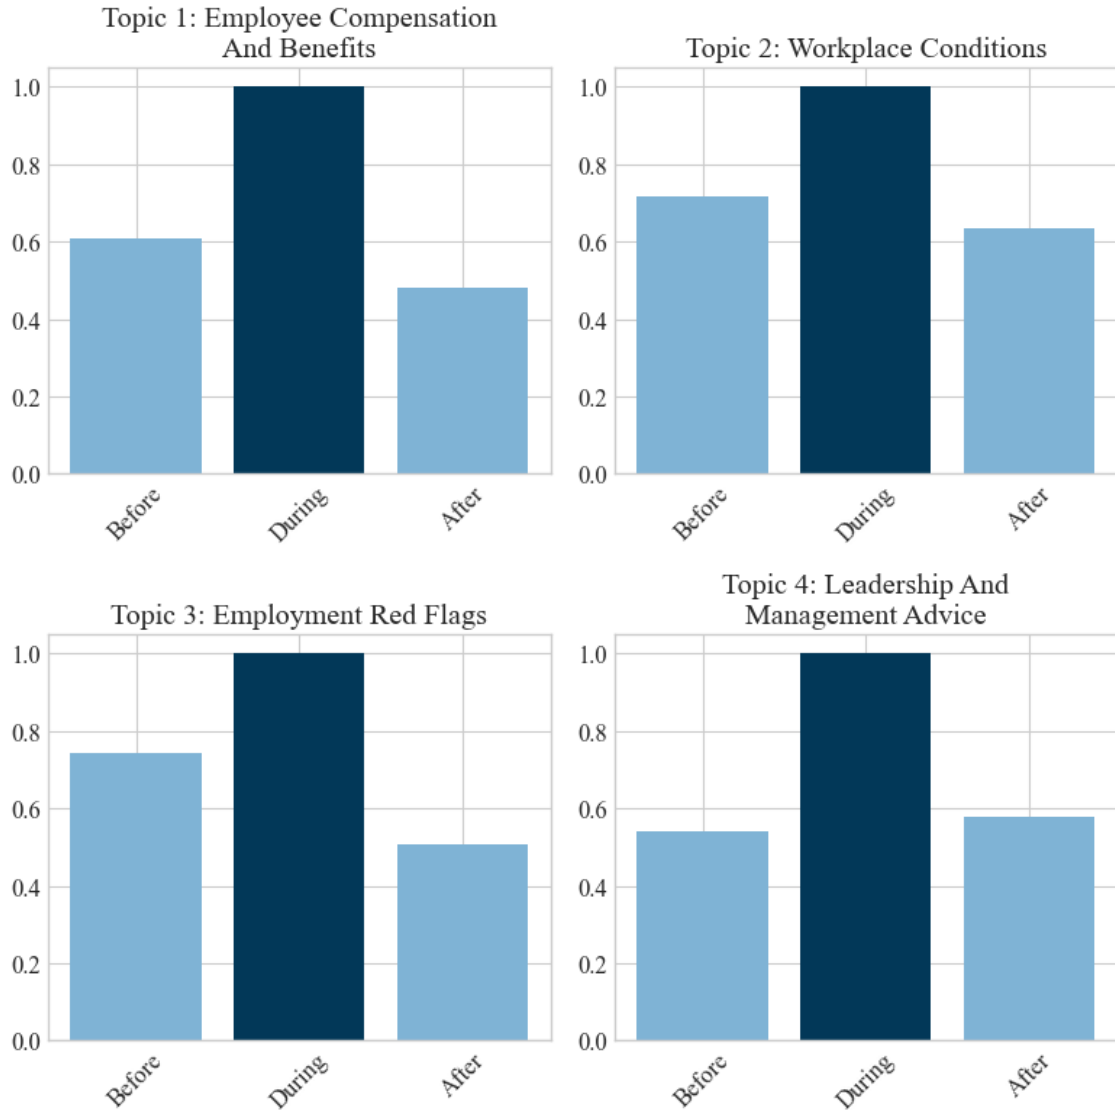 Topic 1: Employee Compensation
And Benefits
1.0
0.8
0.6
0.4
0.2
0.0
Before
During
After
Topic 2: Workplace Conditions
1.0
0.8
0.6
0.4
0.2
0.0
Before
During
After
Topic 3: Employment Red Flags
1.0
0.8
0.6
0.4
0.2
0.0
Before
During
After
Topic 4: Leadership And
Management Advice
1.0
0.8
0.6
0.4
0.2
0.0
Before
During
After